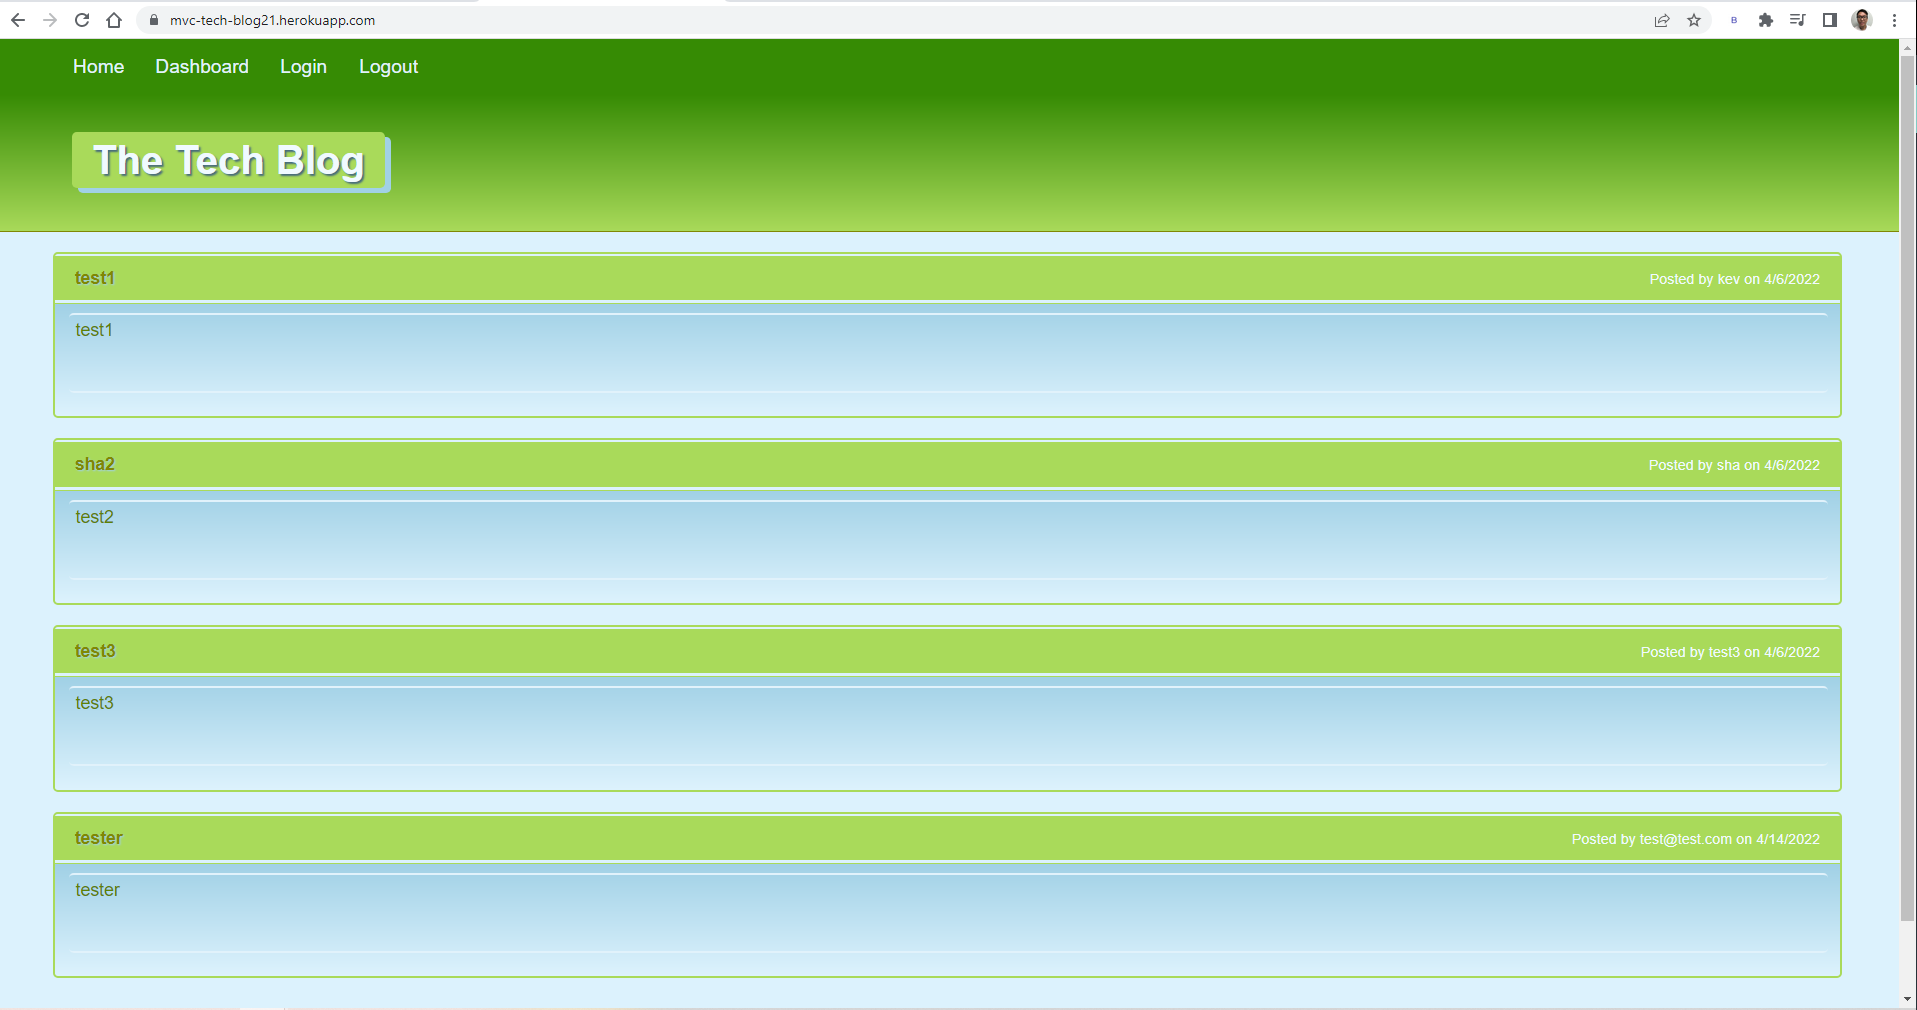 mvc-tech-blog21.herokuapp.com
B
Home Dashboard Login Logout
The Tech Blog
test1 Posted by kev on 4/6/2022
test1
sha2 Posted by sha on 4/6/2022
test2
test3 Posted by test3 on 4/6/2022
test3
tester Posted by test@test.com on 4/14/2022
tester